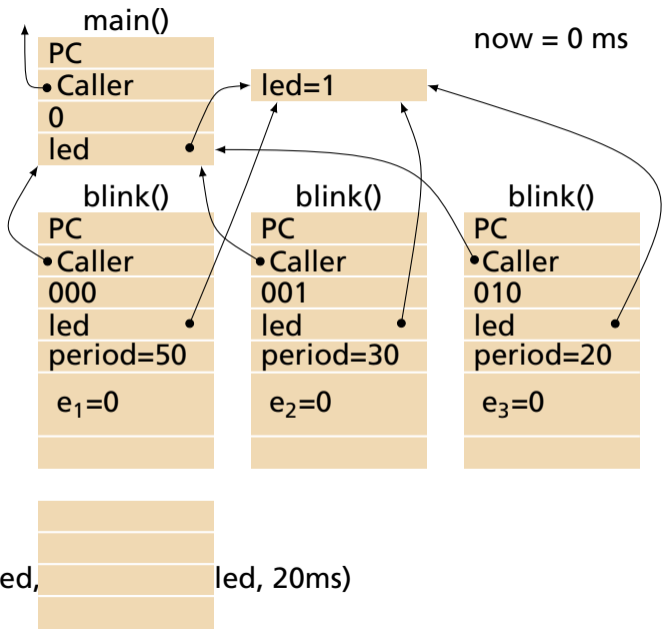 main()
PC
Caller
0
led
now = 0 ms
led=1
blink()
PC
Caller
000
led
period=50
e₁=0
blink()
PC
Caller
001
led
period=30
e₂=0
blink()
PC
Caller
010
led
period=20
e₃=0
ed, led, 20ms)